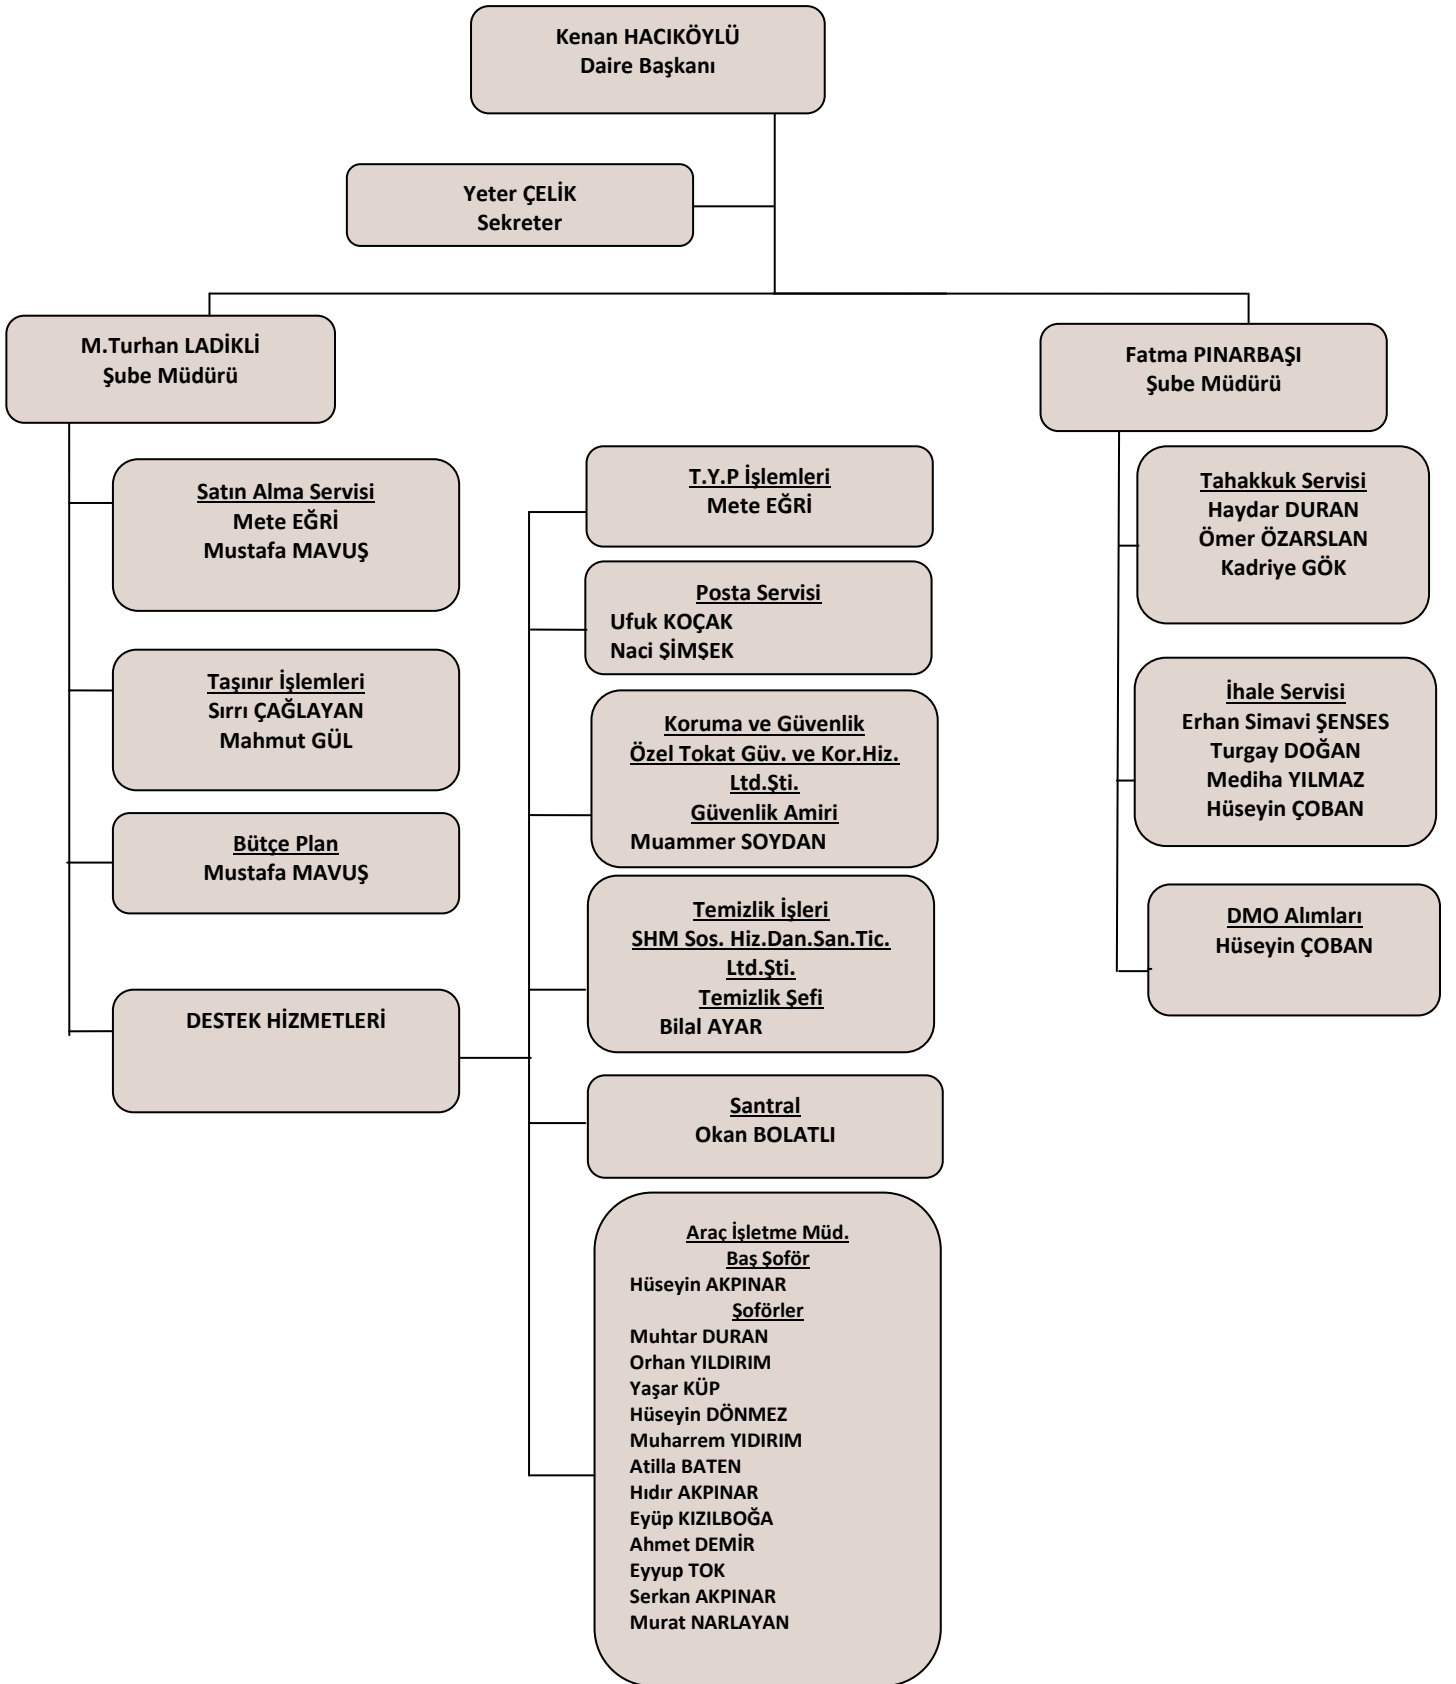 Kenan HACIKÖYLÜ
Daire Başkanı
Yeter ÇELİK
Sekreter
M.Turhan LADİKLİ
Şube Müdürü
Fatma PINARBAŞI
Şube Müdürü
Satın Alma Servisi
Mete EĞRİ
Mustafa MAVUŞ
Taşınır İşlemleri
Sırrı ÇAĞLAYAN
Mahmut GÜL
Bütçe Plan
Mustafa MAVUŞ
DESTEK HİZMETLERİ
T.Y.P İşlemleri
Mete EĞRİ
Posta Servisi
Ufuk KOÇAK
Naci ŞİMŞEK
Koruma ve Güvenlik
Özel Tokat Güv. ve Kor.Hiz.
Ltd.Şti.
Güvenlik Amiri
Muammer SOYDAN
Temizlik İşleri
SHM Sos. Hiz.Dan.San.Tic.
Ltd.Şti.
Temizlik Şefi
Bilal AYAR
Santral
Okan BOLATLI
Araç İşletme Müd.
Baş Şoför
Hüseyin AKPINAR
Şoförler
Muhtar DURAN
Orhan YILDIRIM
Yaşar KÜP
Hüseyin DÖNMEZ
Muharrem YIDIRIM
Atilla BATEN
Hıdır AKPINAR
Eyüp KIZILBOĞA
Ahmet DEMİR
Eyyup TOK
Serkan AKPINAR
Murat NARLAYAN
Tahakkuk Servisi
Haydar DURAN
Ömer ÖZARSLAN
Kadriye GÖK
İhale Servisi
Erhan Simavi ŞENSES
Turgay DOĞAN
Mediha YILMAZ
Hüseyin ÇOBAN
DMO Alımları
Hüseyin ÇOBAN